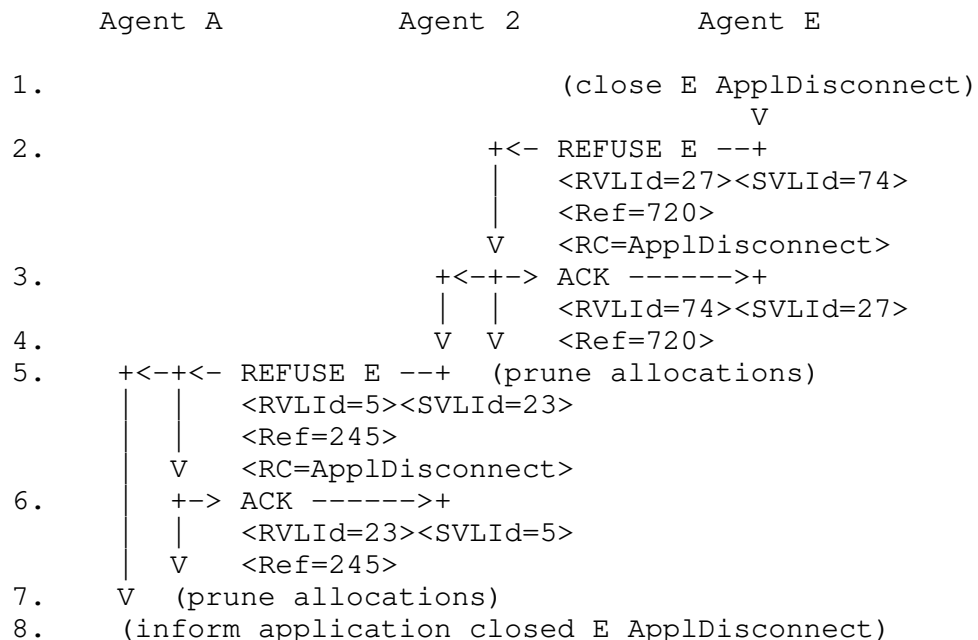 Agent A           Agent 2           Agent E
1.                                 (close E ApplDisconnect)
                                               V
2.                             +<- REFUSE E --+
                               |   <RVLId=27><SVLId=74>
                               |   <Ref=720>
                               V   <RC=ApplDisconnect>
3.                          +<-+-> ACK ------>+
                            |  |   <RVLId=74><SVLId=27>
4.                          V  V   <Ref=720>
5.     +<-+<- REFUSE E --+  (prune allocations)
       |  |   <RVLId=5><SVLId=23>
       |  |   <Ref=245>
       |  V   <RC=ApplDisconnect>
6.     |  +-> ACK ------>+
       |  |   <RVLId=23><SVLId=5>
       |  V   <Ref=245>
7.     V  (prune allocations)
8.     (inform application closed E ApplDisconnect)